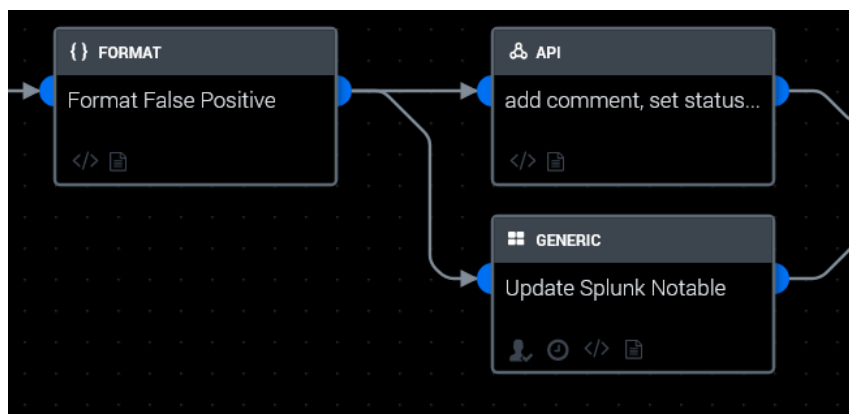 FORMAT
Format False Positive
API
add comment, set status...
GENERIC
Update Splunk Notable